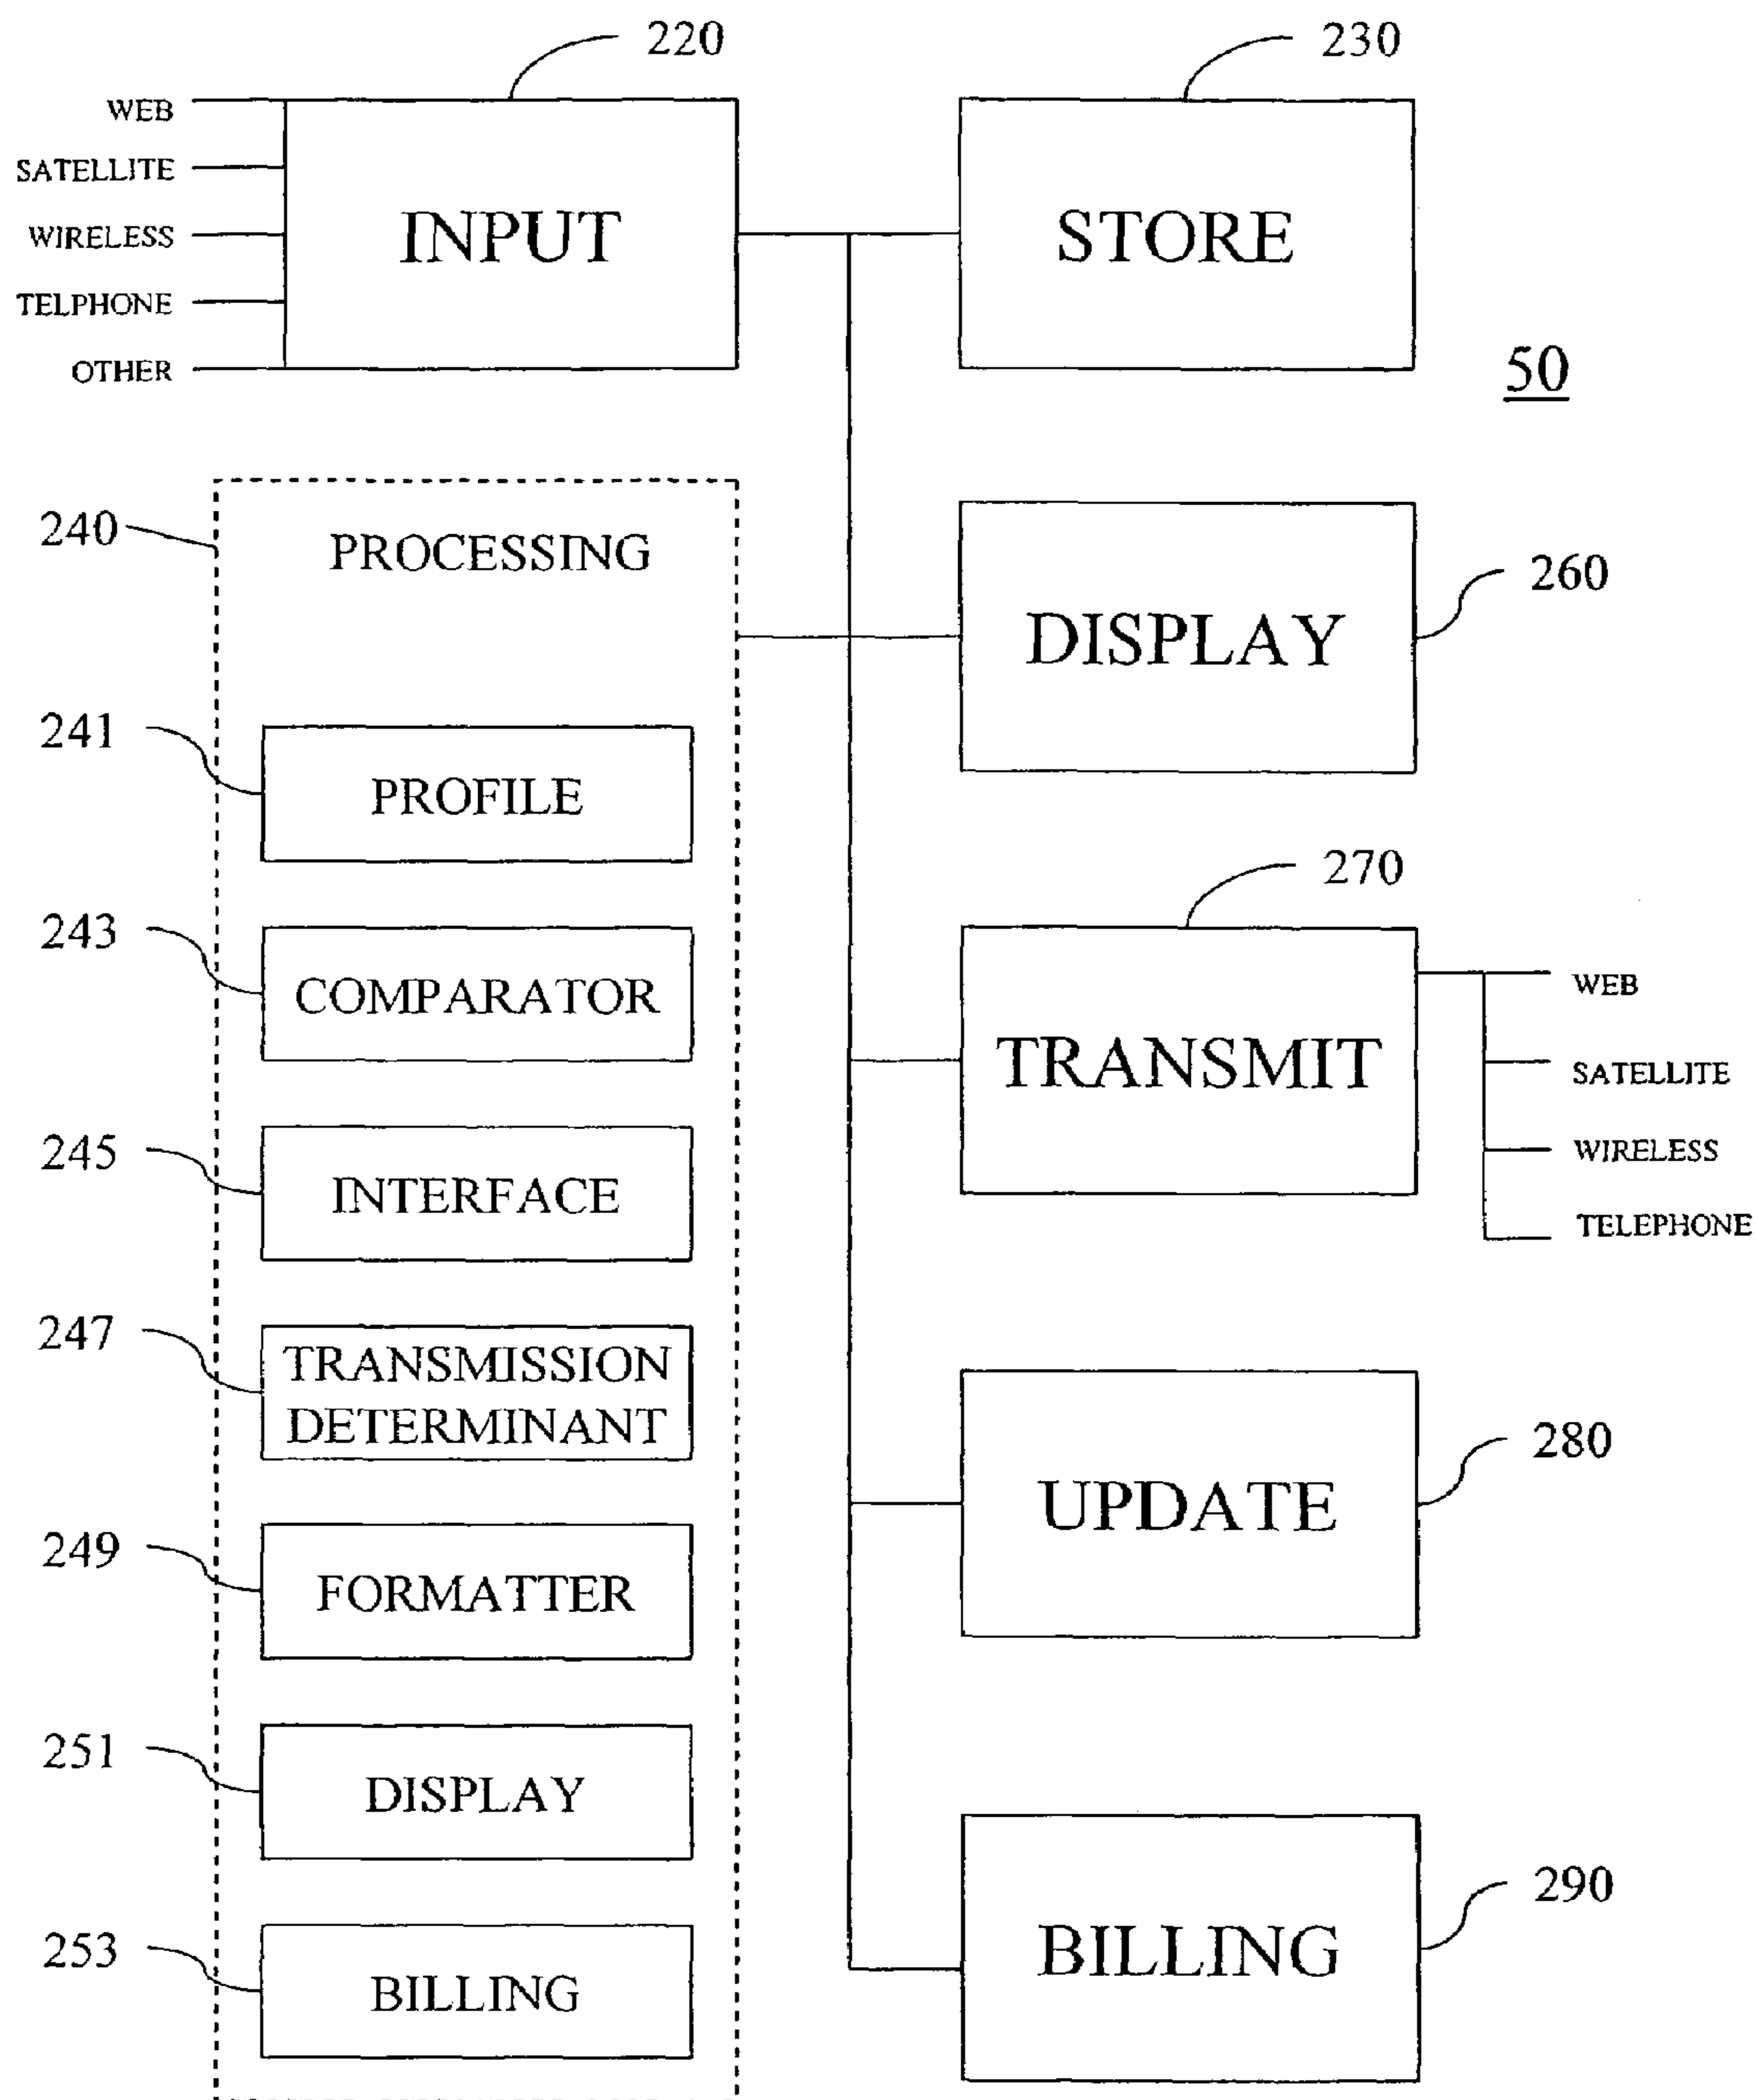 220
230
WEB
SATELLITE
WIRELESS
TELPHONE
OTHER
INPUT
STORE
50
240
PROCESSING
DISPLAY
260
241
PROFILE
270
243
COMPARATOR
TRANSMIT
WEB
SATELLITE
WIRELESS
TELEPHONE
245
INTERFACE
247
TRANSMISSION
DETERMINANT
UPDATE
280
249
FORMATTER
251
DISPLAY
253
BILLING
BILLING
290